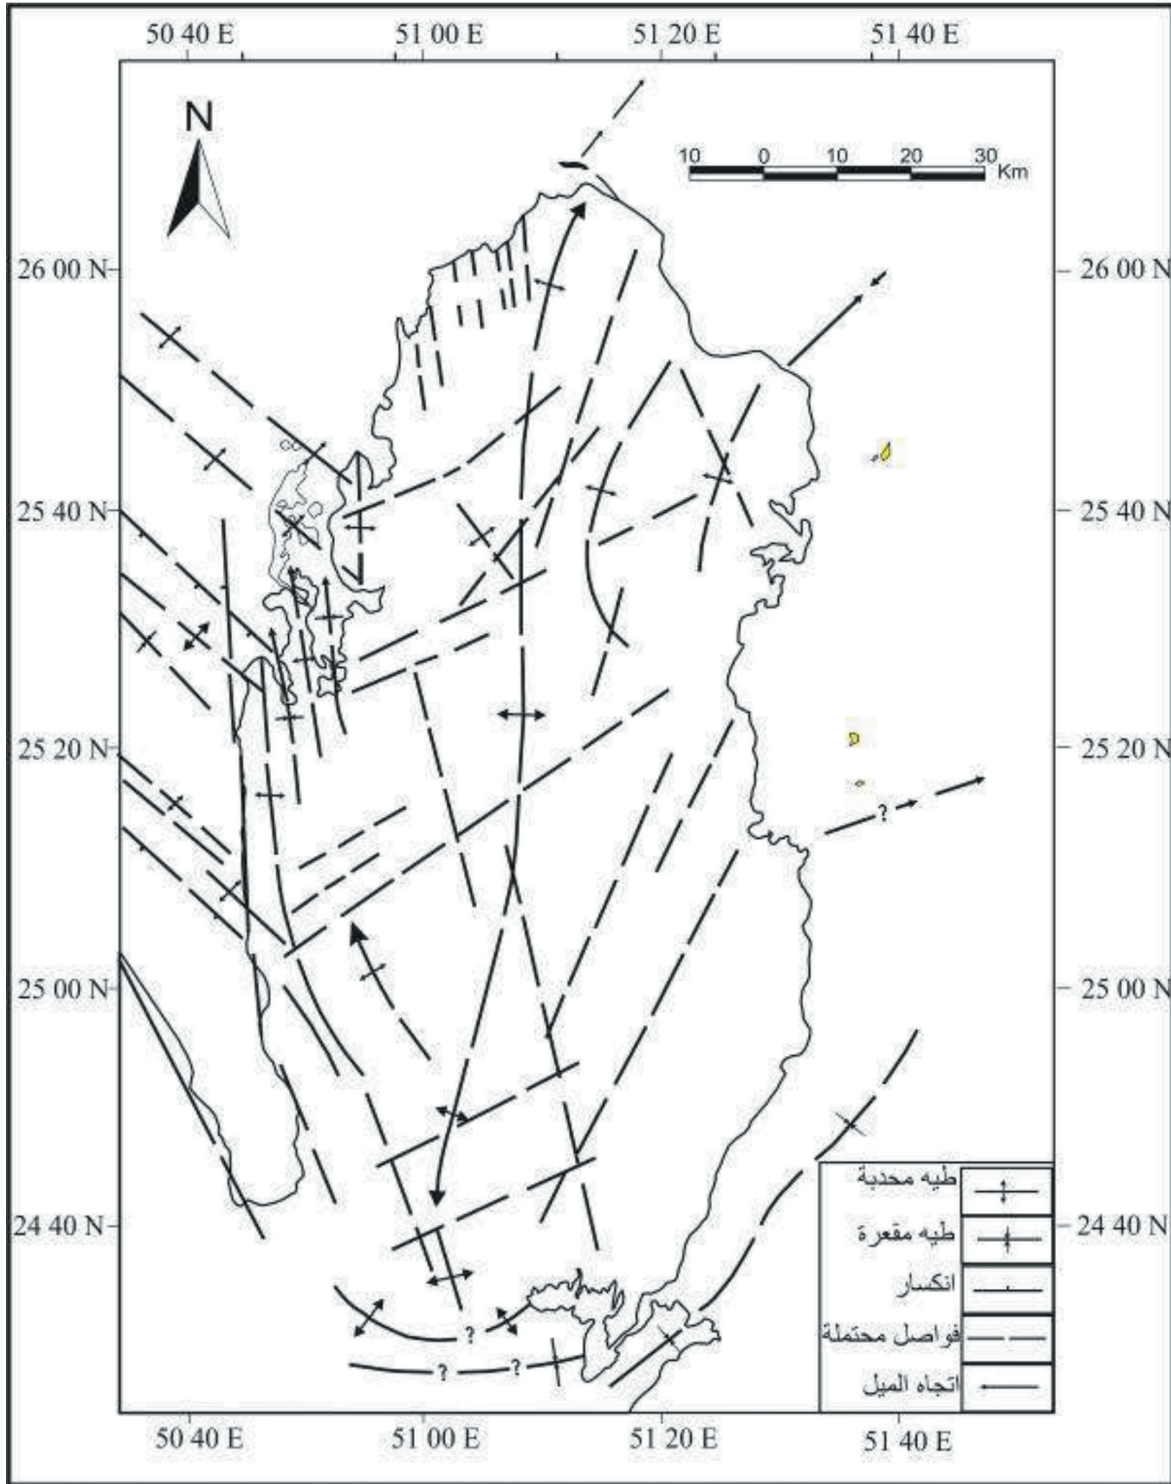 50 40 E 51 00 E 51 20 E 51 40 E
N
10 0 10 20 30 Km
26 00 N 26 00 N
25 40 N 25 40 N
25 20 N 25 20 N
?
25 00 N 25 00 N
طيه محدبة
24 40 N 24 40 N
طيه مقعرة
انكسار
?
فواصل محتملة
? ?
اتجاه الميل
50 40 E 51 00 E 51 20 E 51 40 E